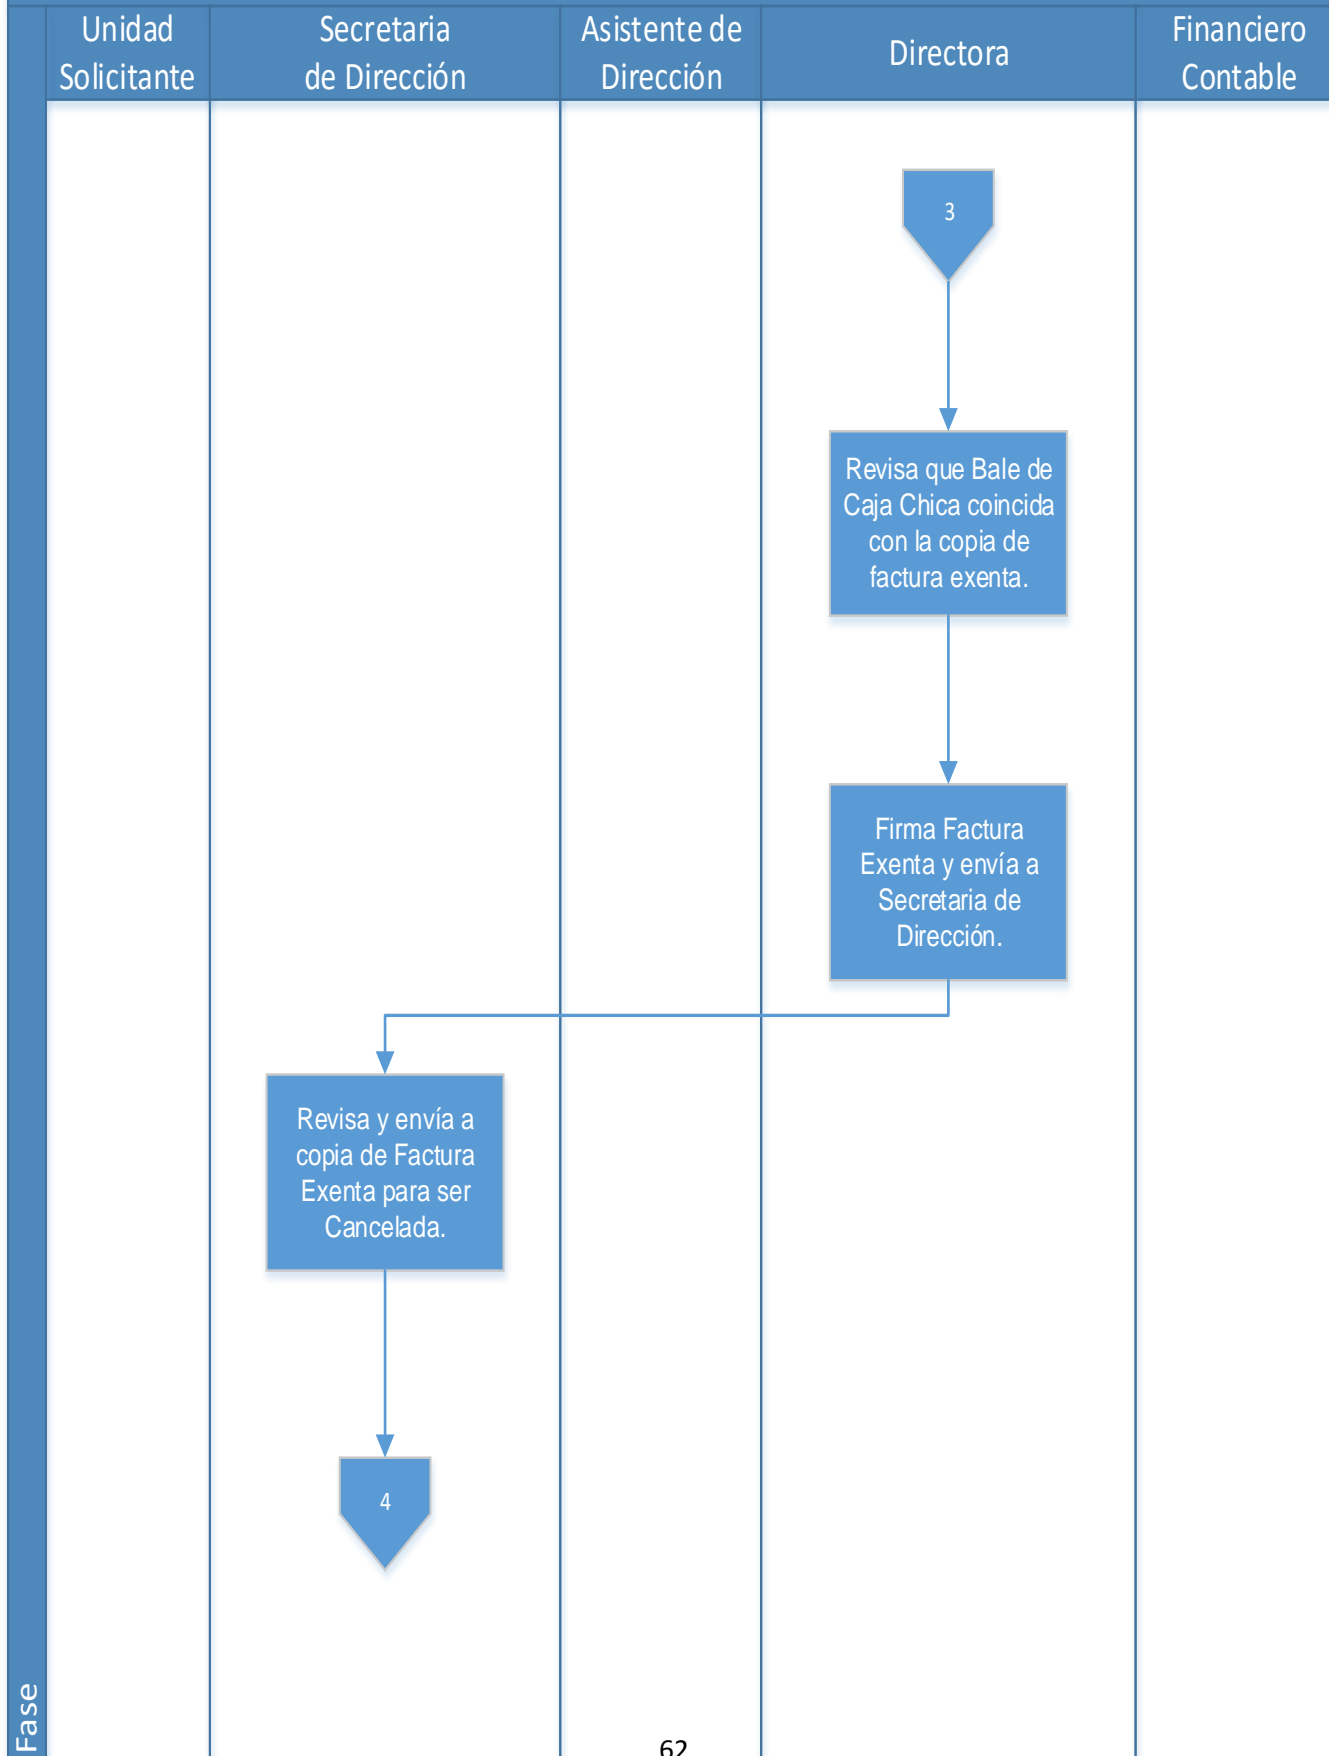 Unidad
Solicitante
Secretaria
de Dirección
Asistente de
Dirección
Directora
Financiero
Contable
3
Revisa que Bale de
Caja Chica coincida
con la copia de
factura exenta.
Firma Factura
Exenta y envía a
Secretaria de
Dirección.
Revisa y envía a
copia de Factura
Exenta para ser
Cancelada.
4
Fase
62